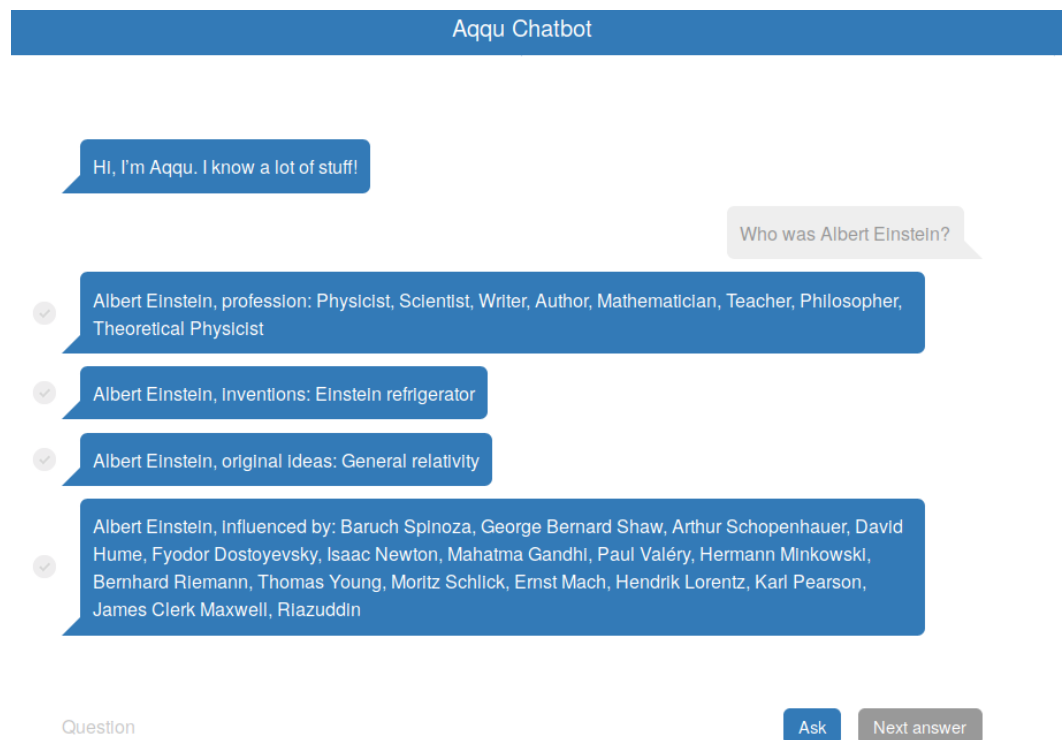 Aqqu Chatbot
Hi, I'm Aqqu. I know a lot of stuff!
Who was Albert Einstein?
Albert Einstein, profession: Physicist, Scientist, Writer, Author, Mathematician, Teacher, Philosopher,
Theoretical Physicist
Albert Einstein, inventions: Einstein refrigerator
Albert Einstein, original ideas: General relativity
Albert Einstein, influenced by: Baruch Spinoza, George Bernard Shaw, Arthur Schopenhauer, David
Hume, Fyodor Dostoyevsky, Isaac Newton, Mahatma Gandhi, Paul Valéry, Hermann Minkowski,
Bernhard Riemann, Thomas Young, Moritz Schlick, Ernst Mach, Hendrik Lorentz, Karl Pearson,
James Clerk Maxwell, Riazuddin
Question
Ask
Next answer